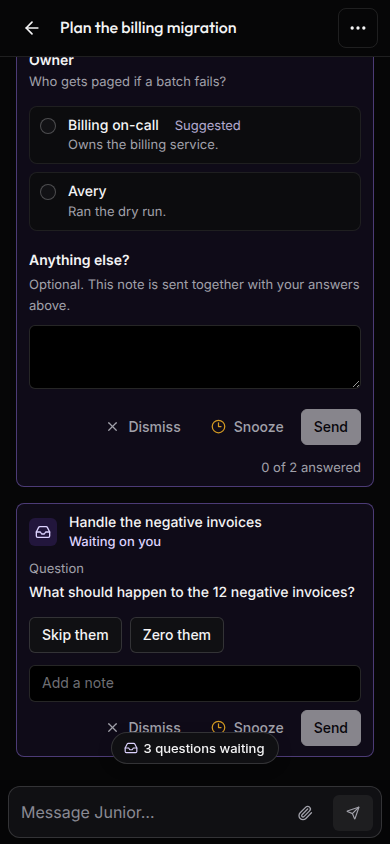 Plan the billing migration
Owner
Who gets paged if a batch fails?
Billing on-call Suggested
Owns the billing service.
Avery
Ran the dry run.
Anything else?
Optional. This note is sent together with your answers
above.
Dismiss Snooze Send
0 of 2 answered
Handle the negative invoices
Waiting on you
Question
What should happen to the 12 negative invoices?
Skip them Zero them
Add a note
Dismiss Snooze Send
3 questions waiting
Message Junior...